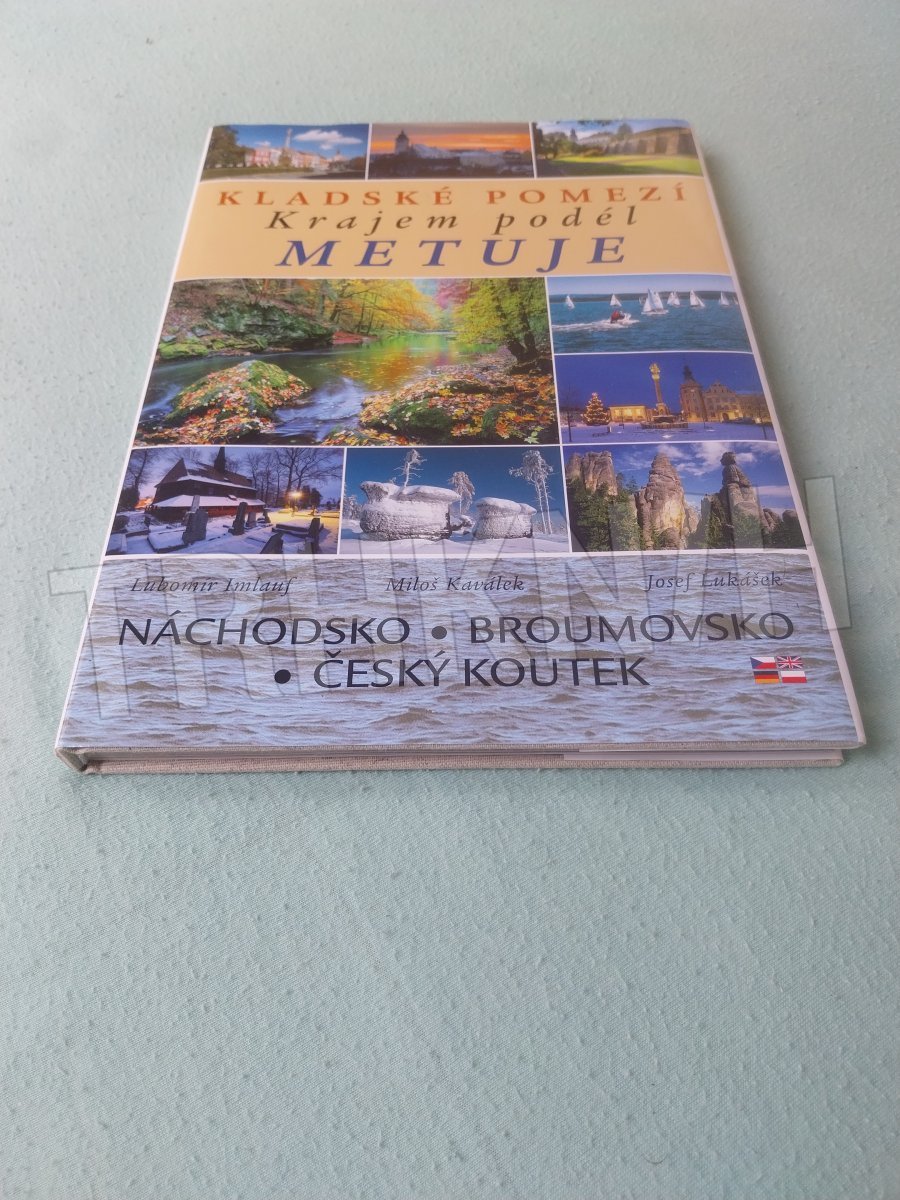 KLADSKÉ POMEZÍ
Krajem podél
METUJE
Lubomír Imlauf Miloš Kaválek Josef Lukášek
NÁCHODSKO • BROUMOVSKO
• ČESKÝ KOUTEK